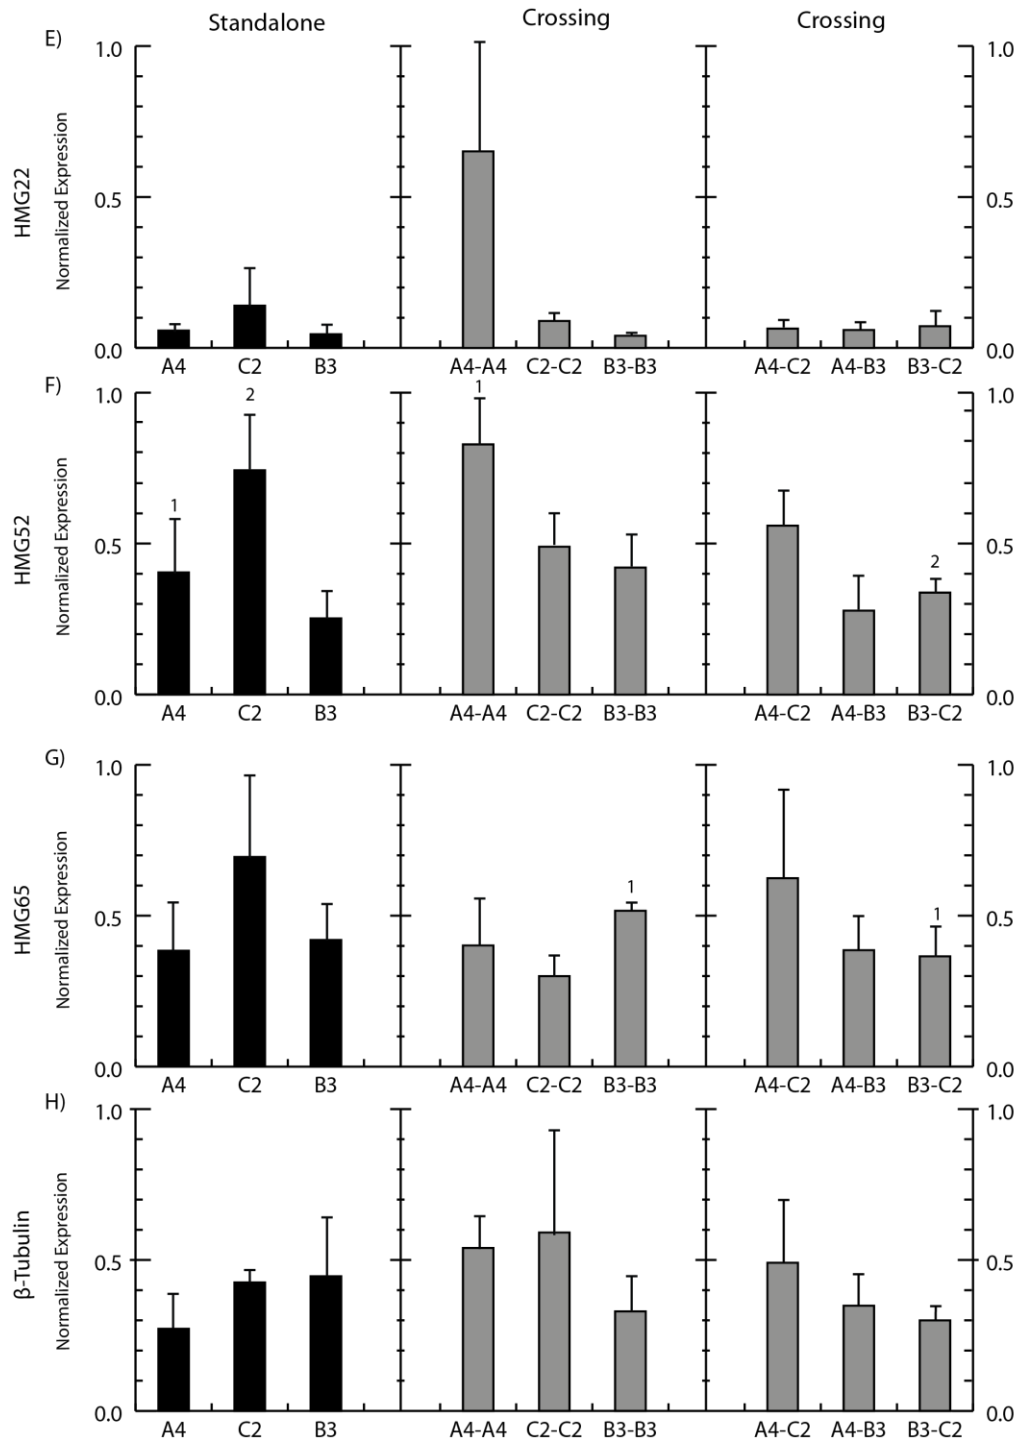 Standalone Crossing Crossing
E)
HMG22
Normalized Expression
1.0 1.0
0.5 0.5
0.0 0.0
A4 C2 B3 A4-A4 C2-C2 B3-B3 A4-C2 A4-B3 B3-C2
F)
HMG52
Normalized Expression
1.0 1.0
0.5 0.5
0.0 0.0
1 2 1 2
A4 C2 B3 A4-A4 C2-C2 B3-B3 A4-C2 A4-B3 B3-C2
G)
HMG65
Normalized Expression
1.0 1.0
0.5 0.5
0.0 0.0
1 1
A4 C2 B3 A4-A4 C2-C2 B3-B3 A4-C2 A4-B3 B3-C2
H)
β-Tubulin
Normalized Expression
1.0 1.0
0.5 0.5
0.0 0.0
A4 C2 B3 A4-A4 C2-C2 B3-B3 A4-C2 A4-B3 B3-C2